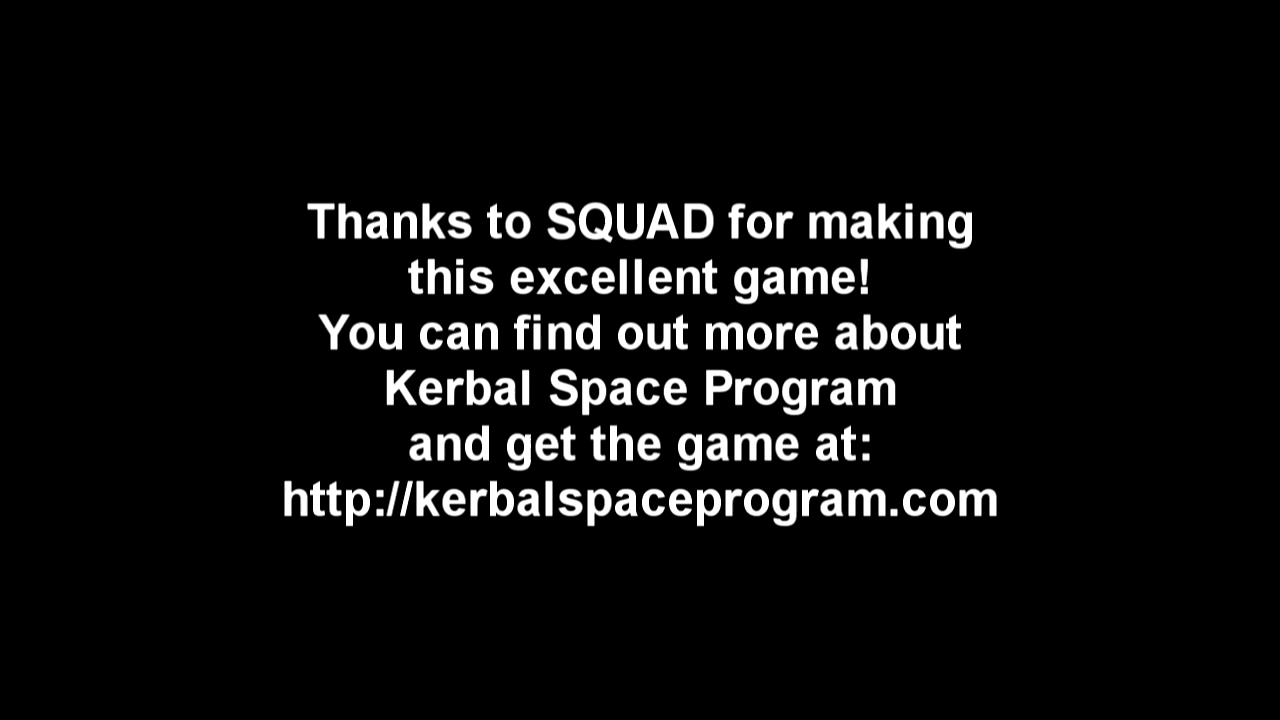 Thanks to SQUAD for making
this excellent game!
You can find out more about
Kerbal Space Program
and get the game at:
http://kerbalspaceprogram.com